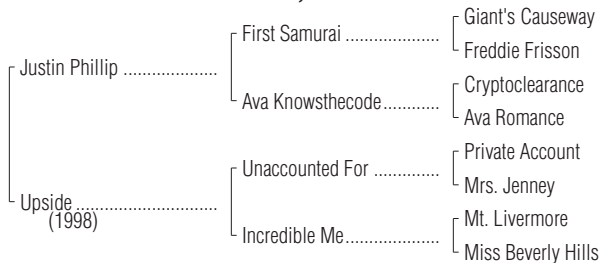 Giant's Causeway
First Samurai ...................
Freddie Frisson
Justin Phillip ...................
Cryptoclearance
Ava Knowsthecode............
Ava Romance
Private Account
Unaccounted For .............
Mrs. Jenney
Upside ............................
(1998)
Mt. Livermore
Incredible Me...................
Miss Beverly Hills